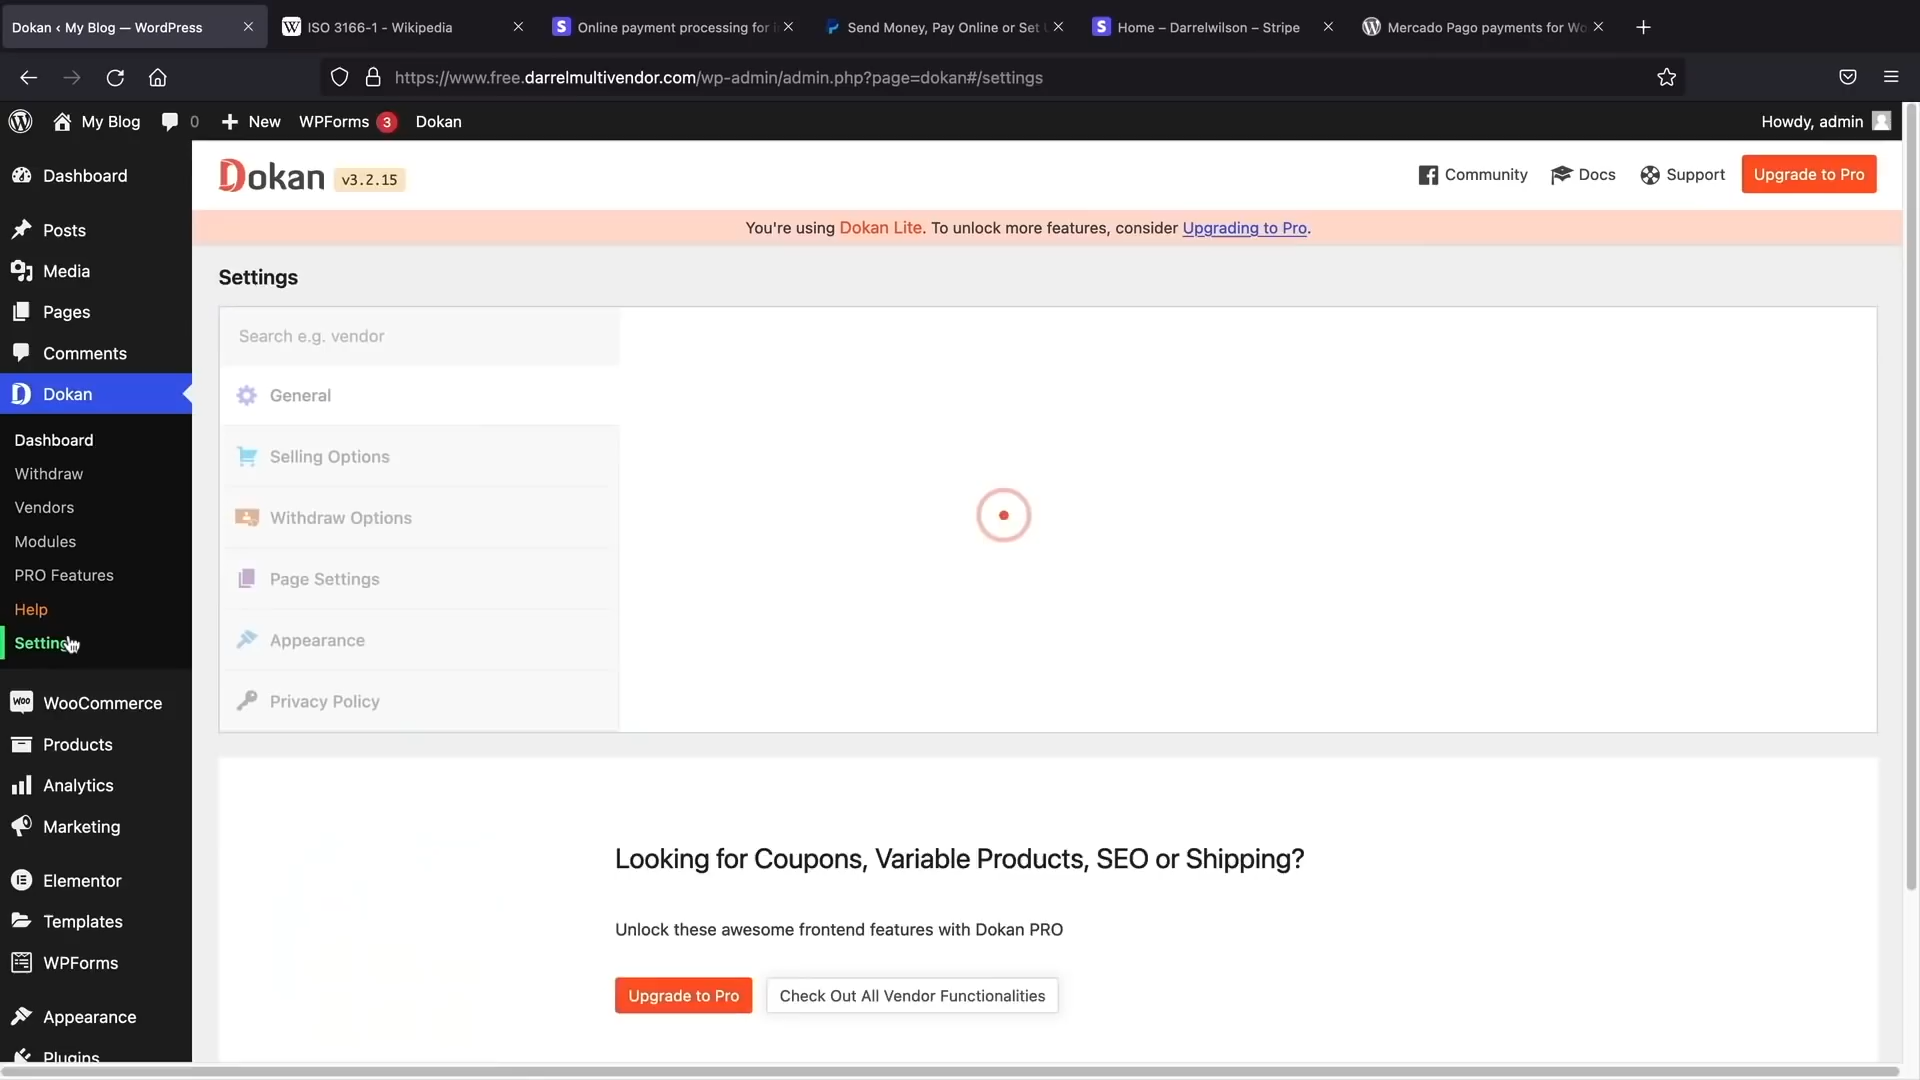 Dokan ‹ My Blog — WordPress
ISO 3166-1 - Wikipedia
Online payment processing for i
Send Money, Pay Online or Set
Home – Darrelwilson – Stripe
Mercado Pago payments for Wo
https://www.free.darrelmultivendor.com/wp-admin/admin.php?page=dokan#/settings
My Blog
0
New
WPForms 3
Dokan
Howdy, admin
Dashboard
Posts
Media
Pages
Comments
Dokan
Dashboard
Withdraw
Vendors
Modules
PRO Features
Help
Setting
WooCommerce
Products
Analytics
Marketing
Elementor
Templates
WPForms
Appearance
Plugins
Dokan v3.2.15
Community
Docs
Support
Upgrade to Pro
You're using Dokan Lite. To unlock more features, consider Upgrading to Pro.
Settings
Search e.g. vendor
General
Selling Options
Withdraw Options
Page Settings
Appearance
Privacy Policy
Looking for Coupons, Variable Products, SEO or Shipping?
Unlock these awesome frontend features with Dokan PRO
Upgrade to Pro
Check Out All Vendor Functionalities